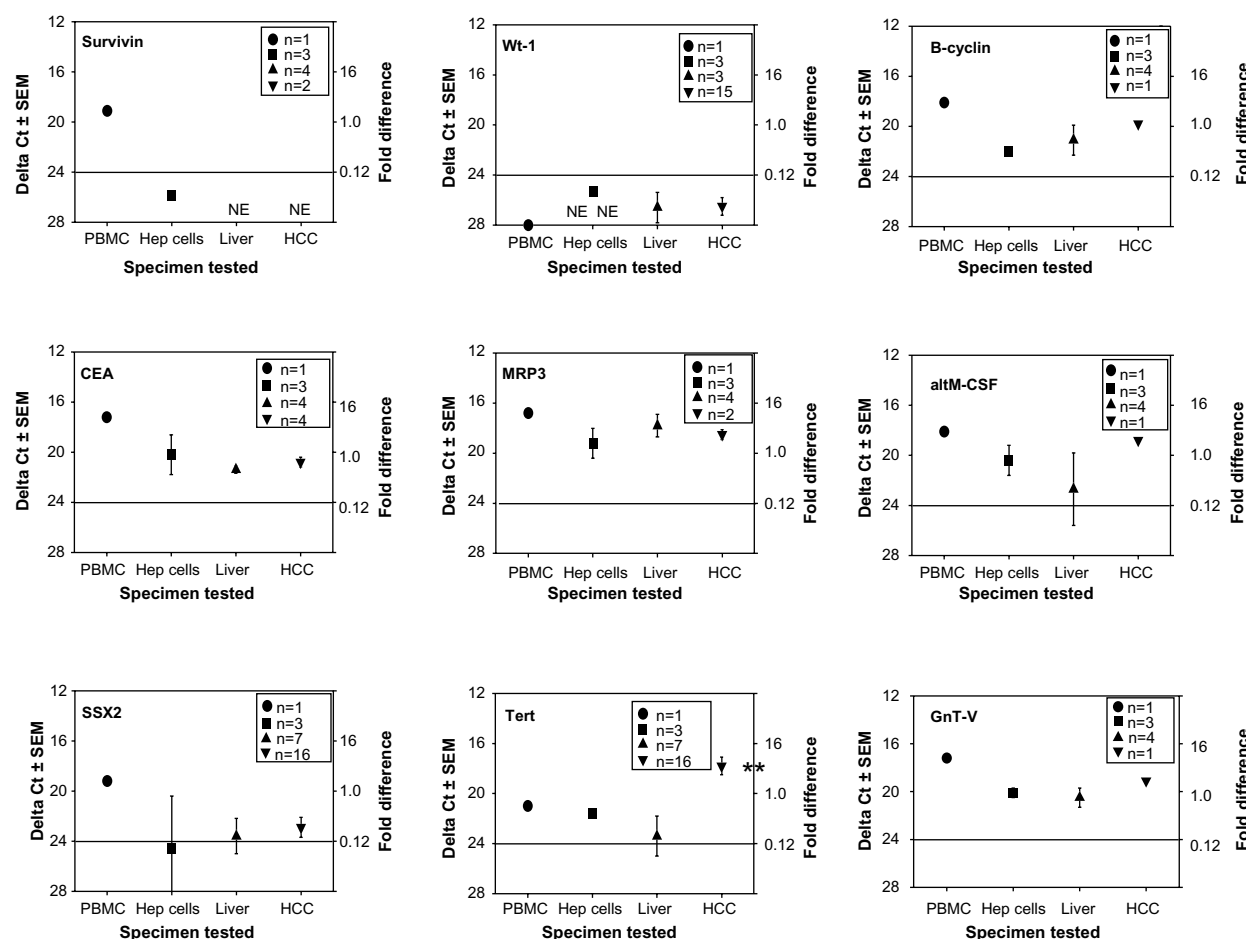 Survivin
n=1
n=3
n=4
n=2
12
16
20
24
28
16
1.0
0.12
NE
NE
Delta Ct ± SEM
Fold difference
PBMC Hep cells Liver HCC
Specimen tested
Wt-1
n=1
n=3
n=3
n=15
12
16
20
24
28
16
1.0
0.12
NE NE
Delta Ct ± SEM
Fold difference
PBMC Hep cells Liver HCC
Specimen tested
B-cyclin
n=1
n=3
n=4
n=1
12
16
20
24
28
16
1.0
0.12
Delta Ct ± SEM
Fold difference
PBMC Hep cells Liver HCC
Specimen tested
CEA
n=1
n=3
n=4
n=4
12
16
20
24
28
16
1.0
0.12
Delta Ct ± SEM
Fold difference
PBMC Hep cells Liver HCC
Specimen tested
MRP3
n=1
n=3
n=4
n=2
12
16
20
24
28
16
1.0
0.12
Delta Ct ± SEM
Fold difference
PBMC Hep cells Liver HCC
Specimen tested
altM-CSF
n=1
n=3
n=4
n=1
12
16
20
24
28
16
1.0
0.12
Delta Ct ± SEM
Fold difference
PBMC Hep cells Liver HCC
Specimen tested
SSX2
n=1
n=3
n=7
n=16
12
16
20
24
28
16
1.0
0.12
Delta Ct ± SEM
Fold difference
PBMC Hep cells Liver HCC
Specimen tested
Tert
n=1
n=3
n=7
n=16
**
12
16
20
24
28
16
1.0
0.12
Delta Ct ± SEM
Fold difference
PBMC Hep cells Liver HCC
Specimen tested
GnT-V
n=1
n=3
n=4
n=1
12
16
20
24
28
16
1.0
0.12
Delta Ct ± SEM
Fold difference
PBMC Hep cells Liver HCC
Specimen tested